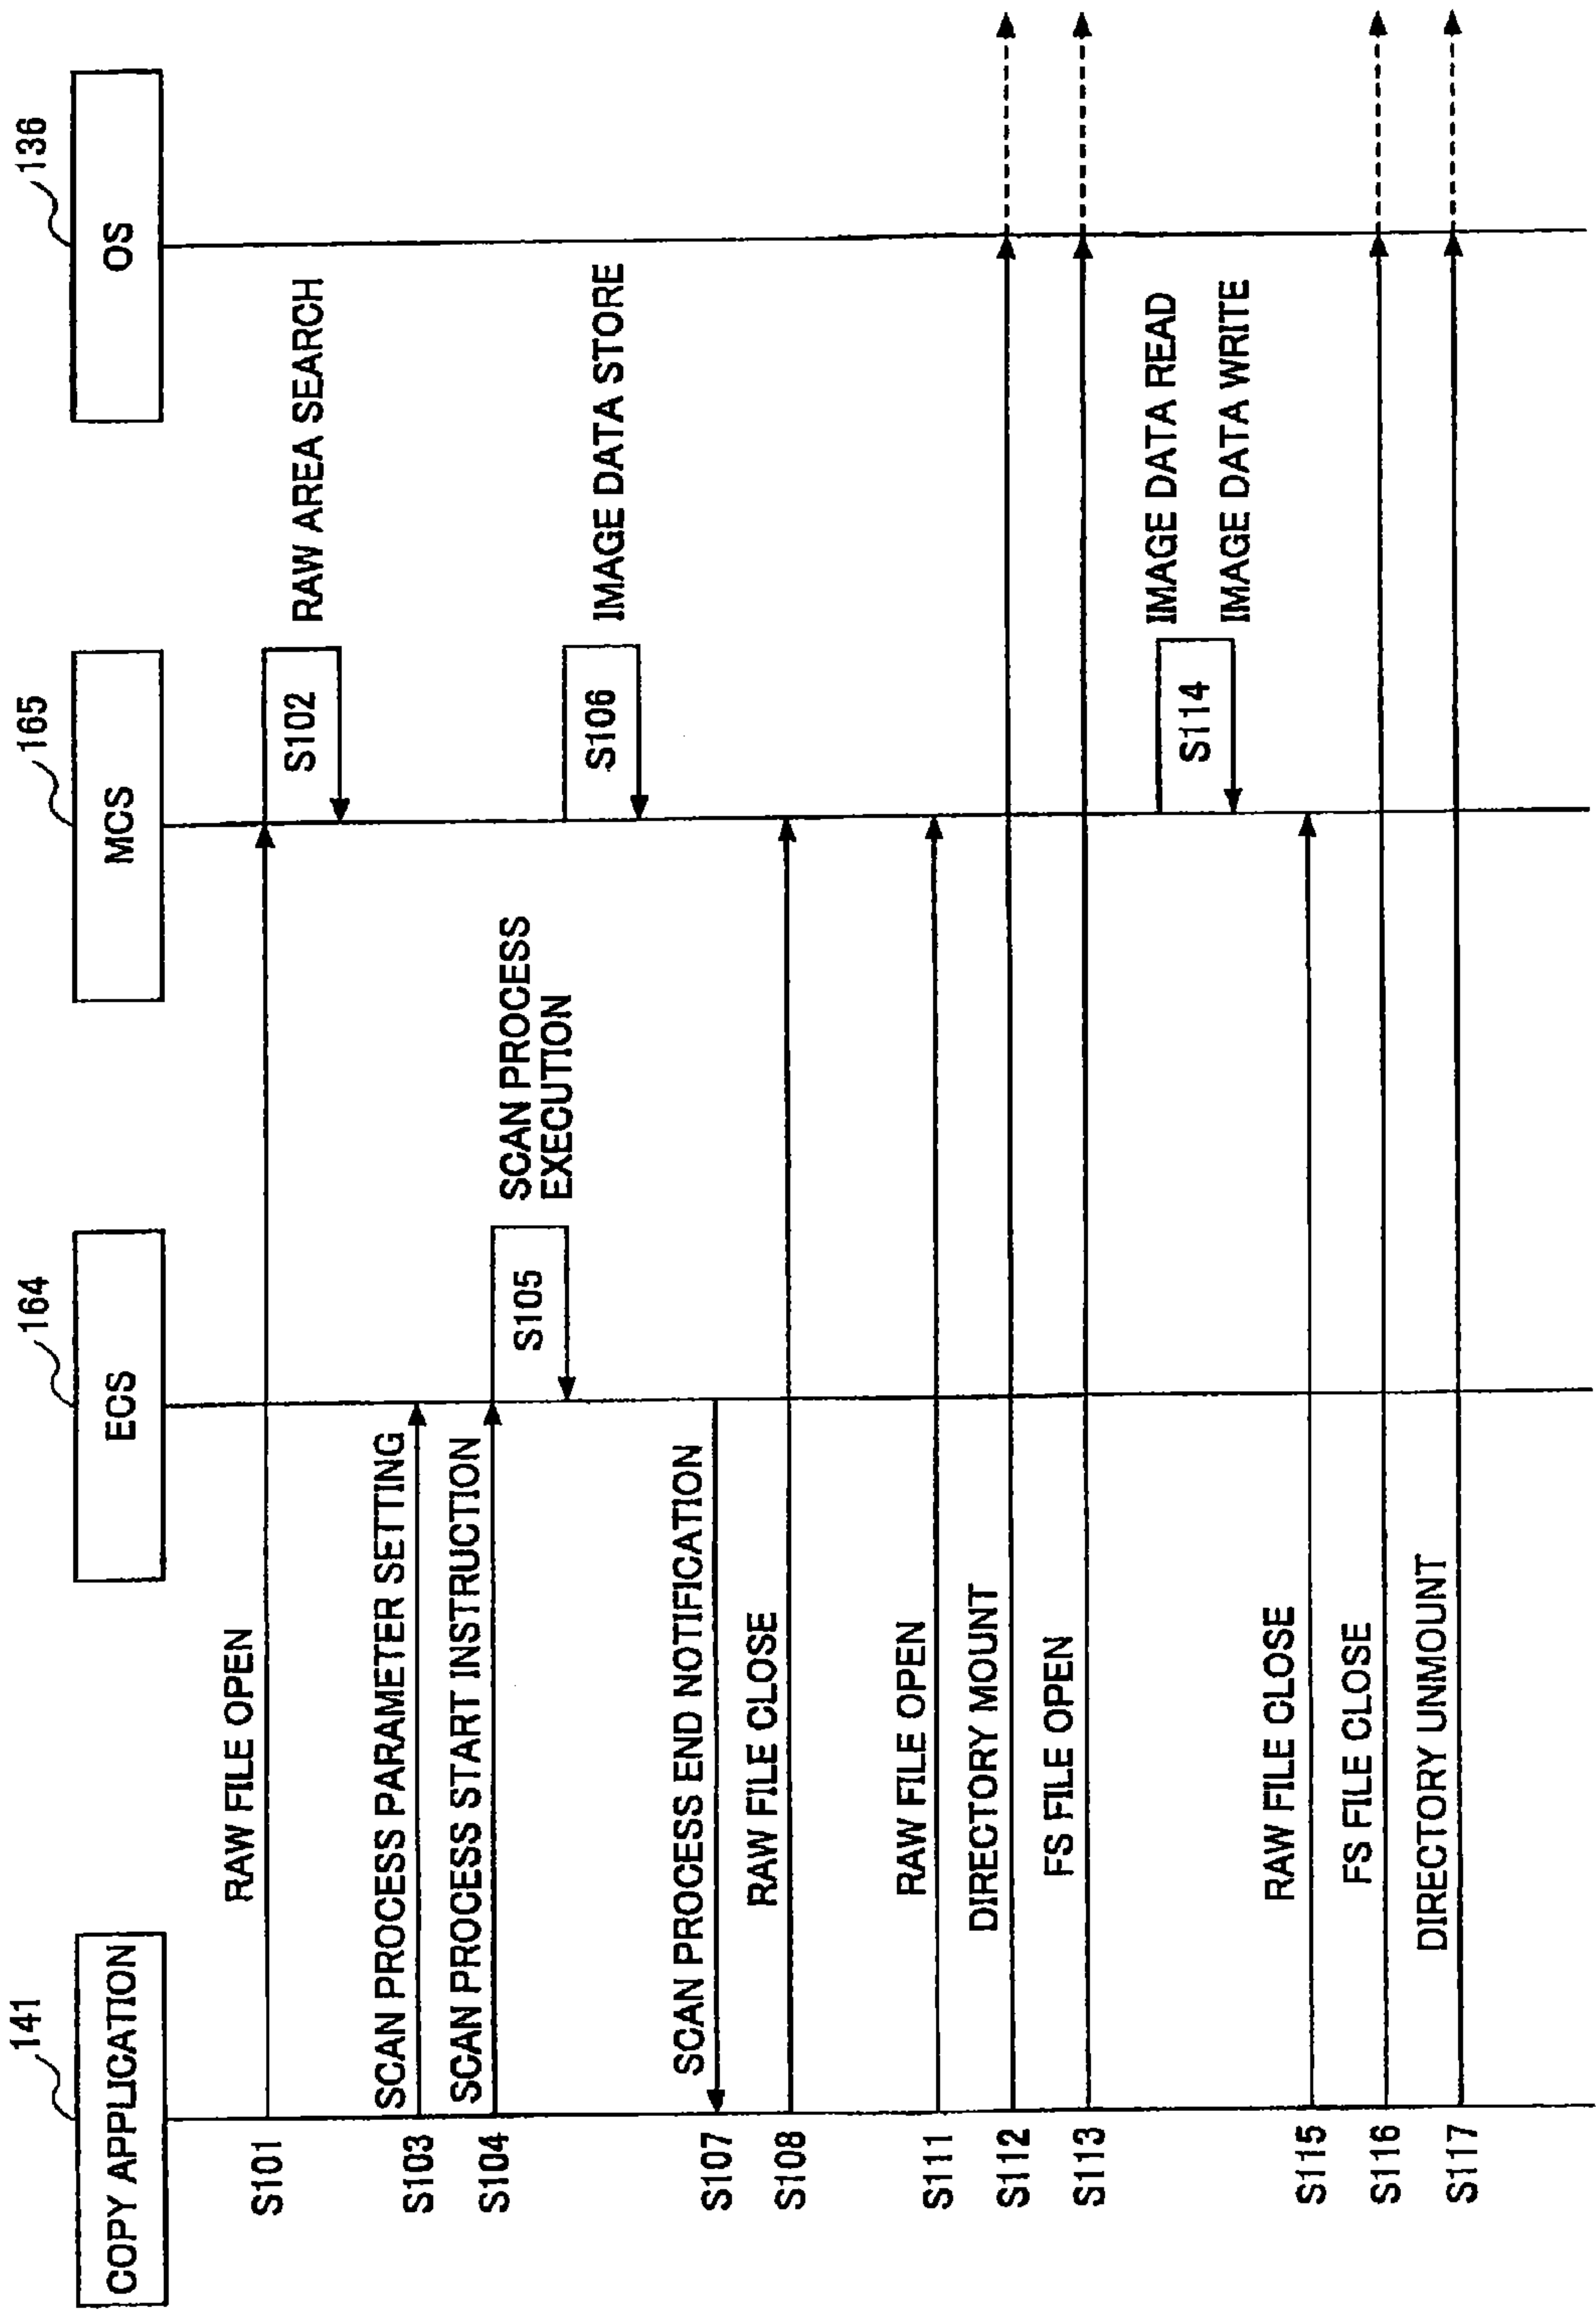 141
COPY APPLICATION
164
ECS
165
MCS
136
OS
S101
RAW FILE OPEN
S102
RAW AREA SEARCH
S103
SCAN PROCESS PARAMETER SETTING
S104
SCAN PROCESS START INSTRUCTION
S105
SCAN PROCESS
EXECUTION
S106
IMAGE DATA STORE
S107
SCAN PROCESS END NOTIFICATION
S108
RAW FILE CLOSE
S111
RAW FILE OPEN
S112
DIRECTORY MOUNT
S113
FS FILE OPEN
S114
IMAGE DATA READ
IMAGE DATA WRITE
S115
RAW FILE CLOSE
S116
FS FILE CLOSE
S117
DIRECTORY UNMOUNT